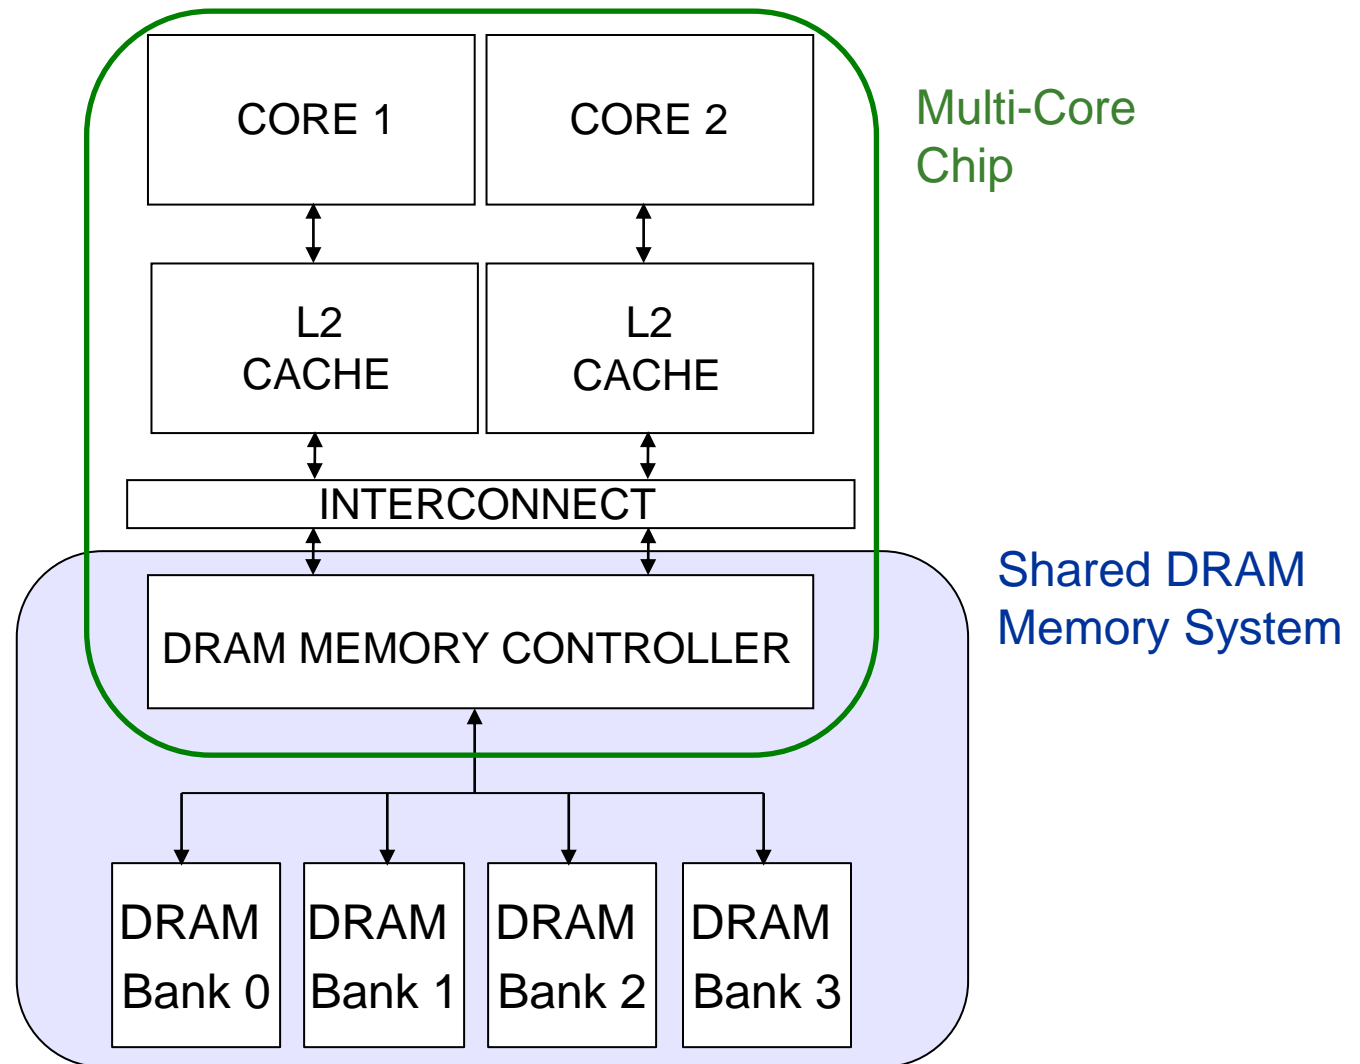 CORE 1
CORE 2
Multi-Core
Chip
L2
CACHE
L2
CACHE
INTERCONNECT
Shared DRAM
Memory System
DRAM MEMORY CONTROLLER
DRAM
Bank 0
DRAM
Bank 1
DRAM
Bank 2
DRAM
Bank 3